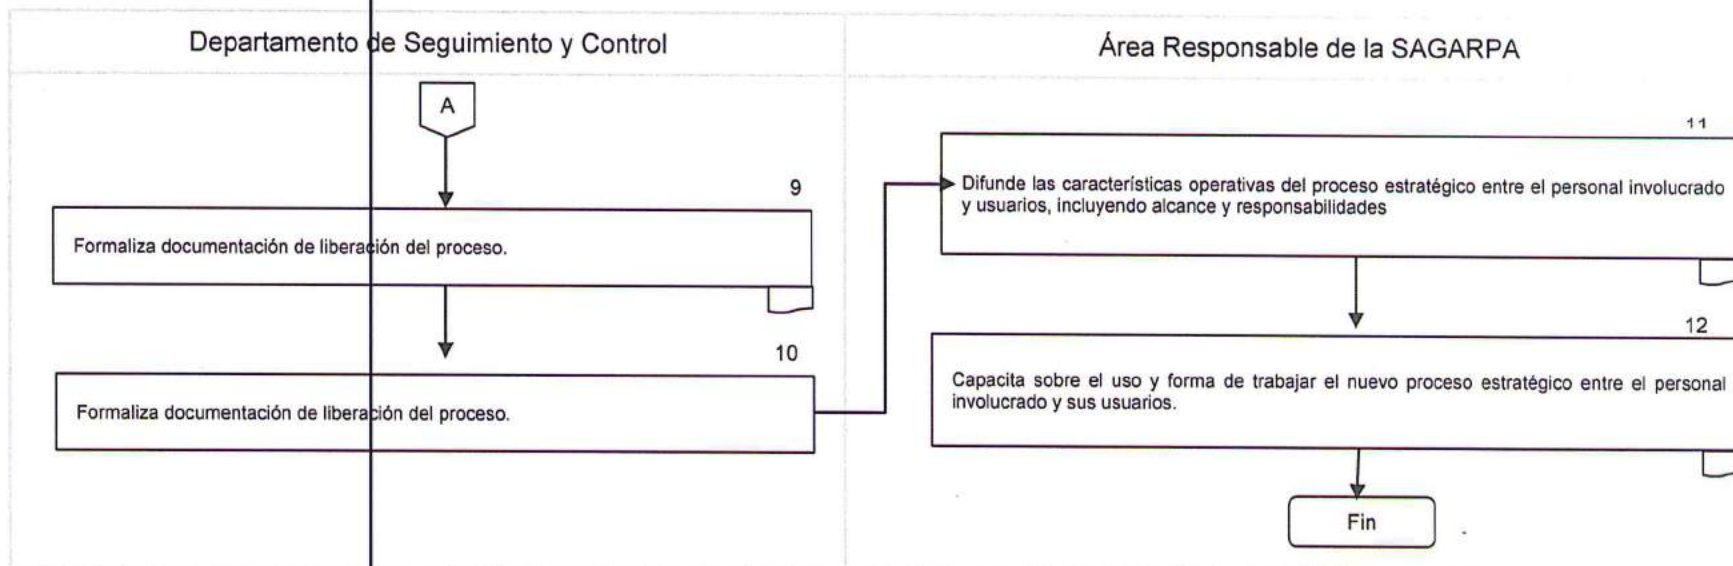 Departamento de Seguimiento y Control
A
9
Formaliza documentación de liberación del proceso.
10
Formaliza documentación de liberación del proceso.
Área Responsable de la SAGARPA
11
Difunde las características operativas del proceso estratégico entre el personal involucrado
y usuarios, incluyendo alcance y responsabilidades
12
Capacita sobre el uso y forma de trabajar el nuevo proceso estratégico entre el personal
involucrado y sus usuarios.
Fin